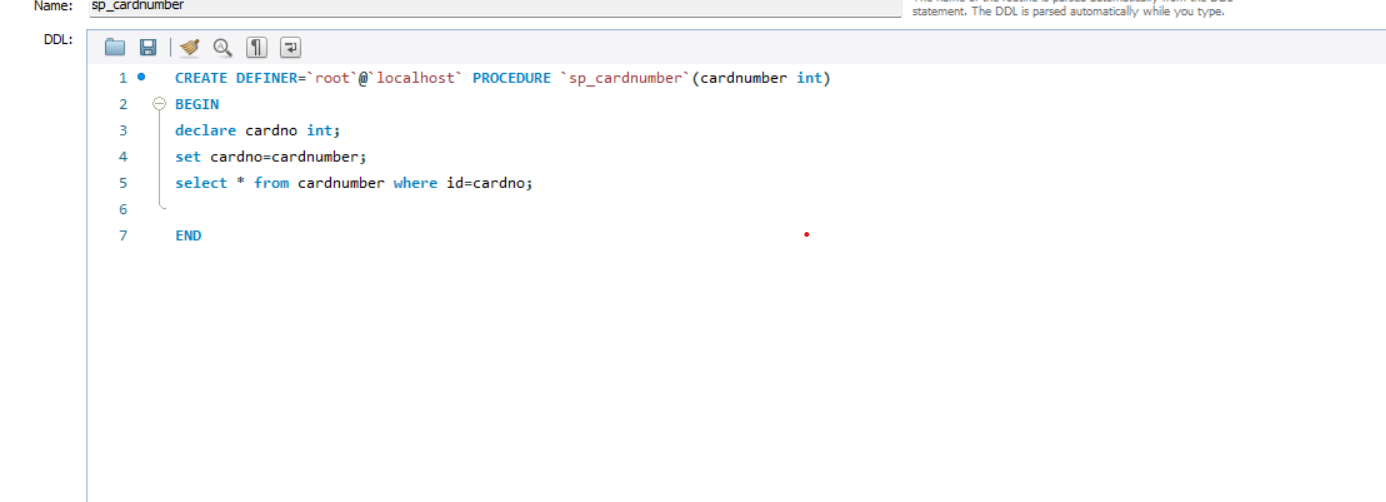 Name: sp_cardnumber
statement. The DDL is parsed automatically while you type.
DDL:
1 CREATE DEFINER=`root`@`localhost` PROCEDURE `sp_cardnumber`(cardnumber int)
2 BEGIN
3 declare cardno int;
4 set cardno=cardnumber;
5 select * from cardnumber where id=cardno;
6
7 END